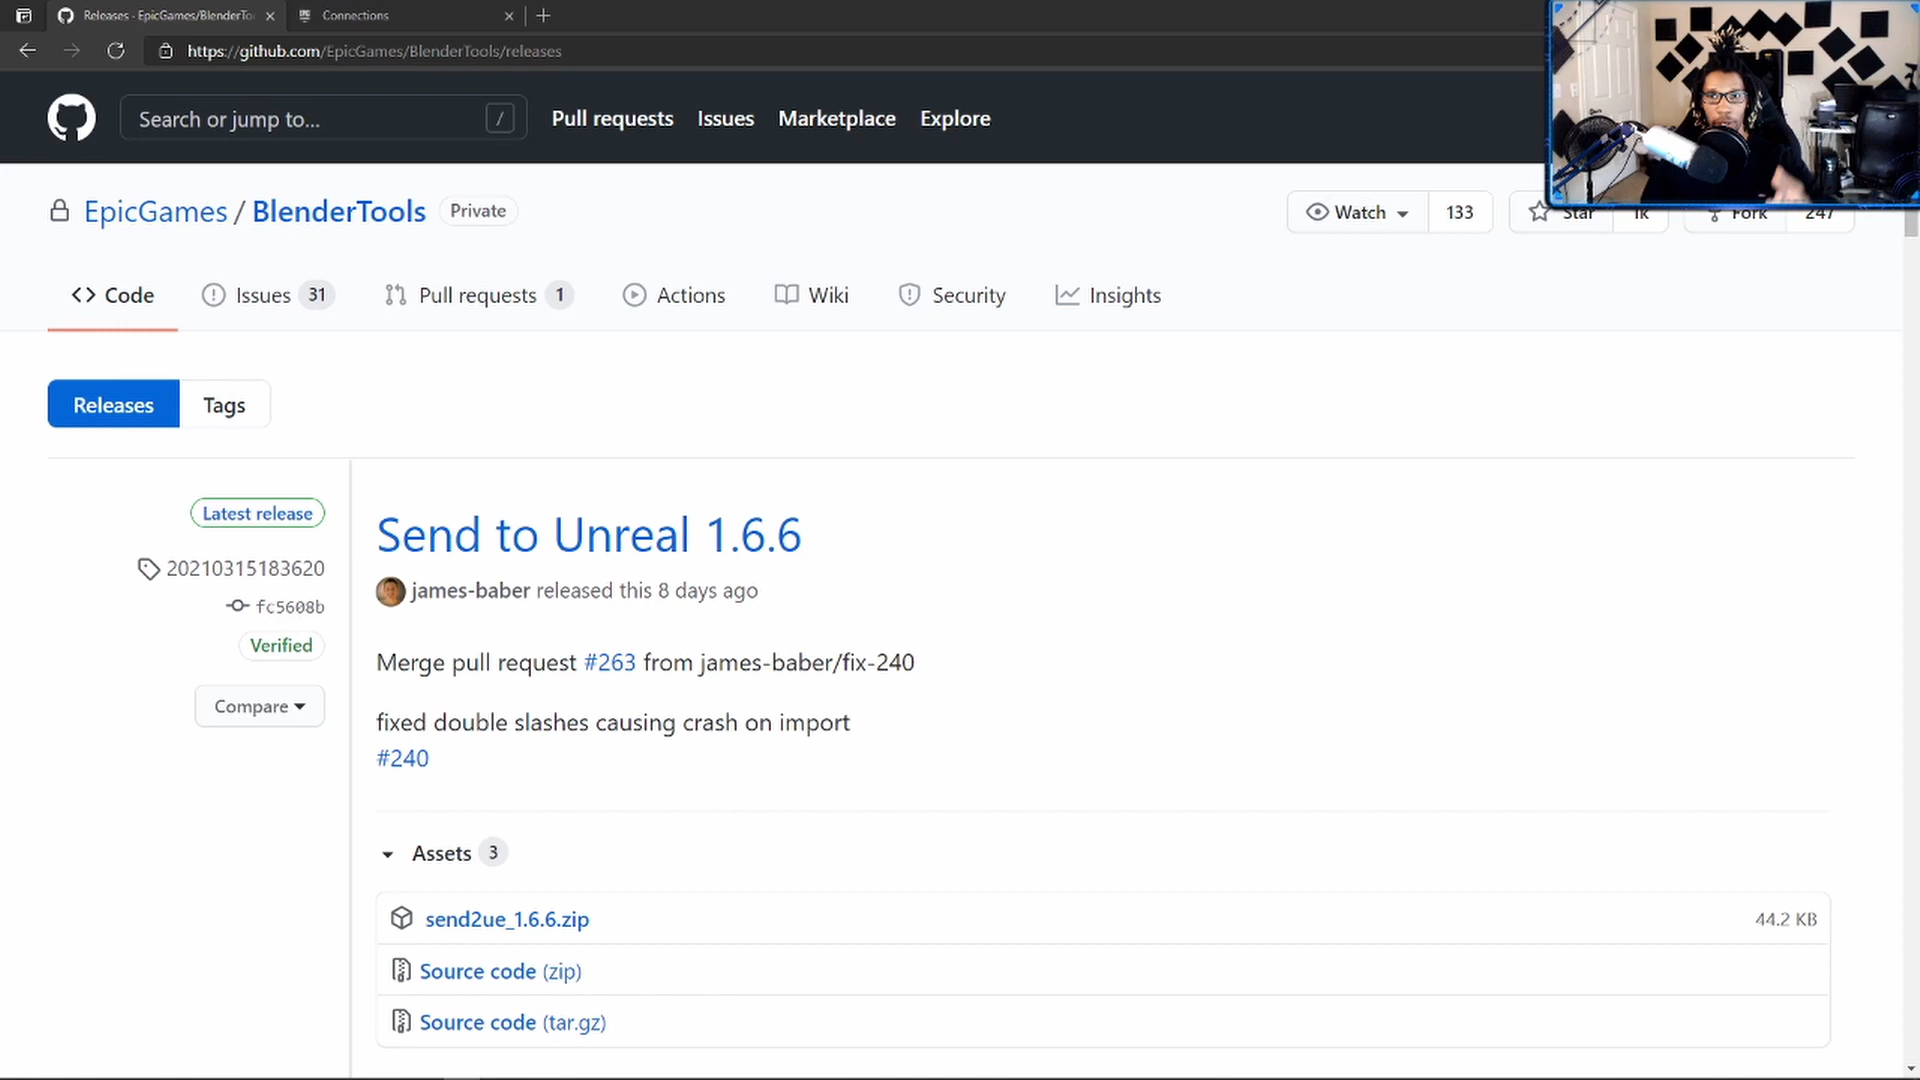 Releases · EpicGames/BlenderTo
Connections
https://github.com/EpicGames/BlenderTools/releases
Search or jump to... /
Pull requests Issues Marketplace Explore
EpicGames / BlenderTools Private
Watch 133 Star 1k Fork 247
Code Issues 31 Pull requests 1 Actions Wiki Security Insights
Releases Tags
Latest release
20210315183620
fc5608b
Verified
Compare
Send to Unreal 1.6.6
james-baber released this 8 days ago
Merge pull request #263 from james-baber/fix-240
fixed double slashes causing crash on import
#240
Assets 3
send2ue_1.6.6.zip 44.2 KB
Source code (zip)
Source code (tar.gz)